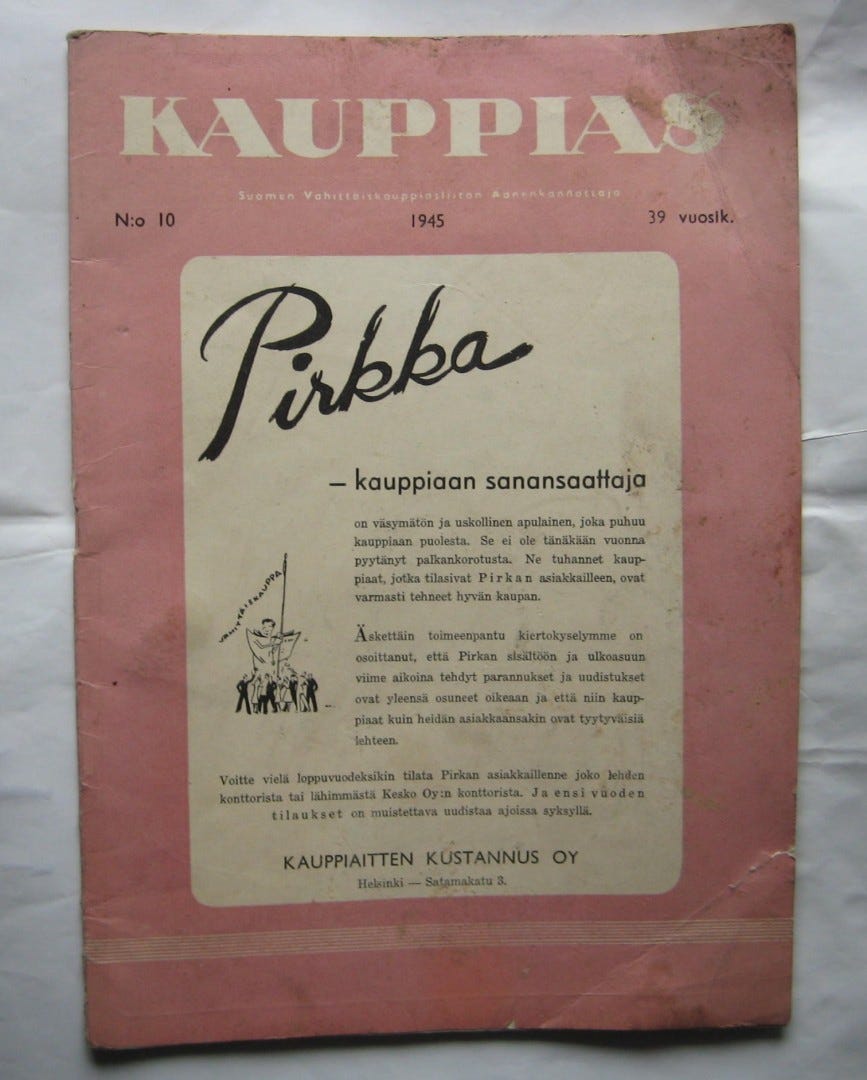 KAUPPIAS
Suomen Vähittäiskauppiasliiton Äänenkannattaja
N:o 10 1945 39 vuosik.
Pirkka
— kauppiaan sanansaattaja
on väsymätön ja uskollinen apulainen, joka puhuu
kauppiaan puolesta. Se ei ole tänäkään vuonna
pyytänyt palkankorotusta. Ne tuhannet kaup-
piaat, jotka tilasivat Pirkan asiakkailleen, ovat
varmasti tehneet hyvän kaupan.
VÄHITTÄISKAUPPA
Äskettäin toimeenpantu kiertokyselymme on
osoittanut, että Pirkan sisältöön ja ulkoasuun
viime aikoina tehdyt parannukset ja uudistukset
ovat yleensä osuneet oikeaan ja että niin kaup-
piaat kuin heidän asiakkaansakin ovat tyytyväisiä
lehteen.
Voitte vielä loppuvuodeksikin tilata Pirkan asiakkaillenne joko lehden
konttorista tai lähimmästä Kesko Oy:n konttorista. Ja ensi vuoden
tilaukset on muistettava uudistaa ajoissa syksyllä.
KAUPPIAITTEN KUSTANNUS OY
Helsinki — Satamakatu 3.